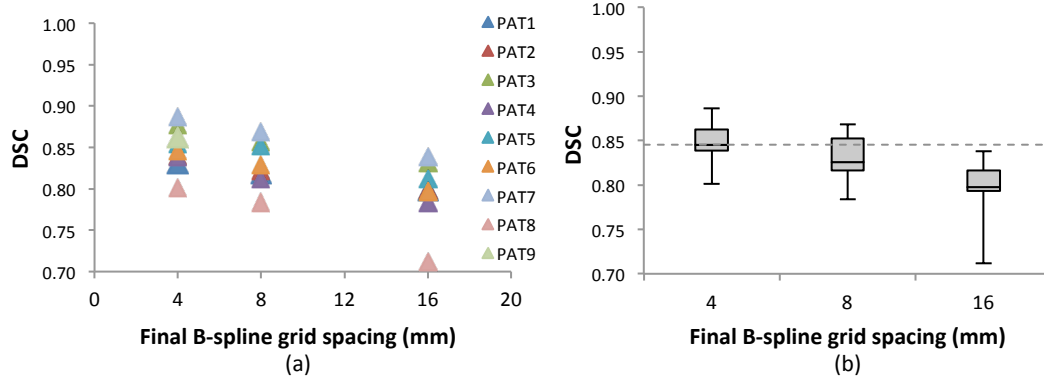 1.00
0.95
0.90
0.85
0.80
0.75
0.70
DSC
0 4 8 12 16 20
Final B-spline grid spacing (mm)
(a)
PAT1
PAT2
PAT3
PAT4
PAT5
PAT6
PAT7
PAT8
PAT9
1.00
0.95
0.90
0.85
0.80
0.75
0.70
DSC
4 8 16
Final B-spline grid spacing (mm)
(b)